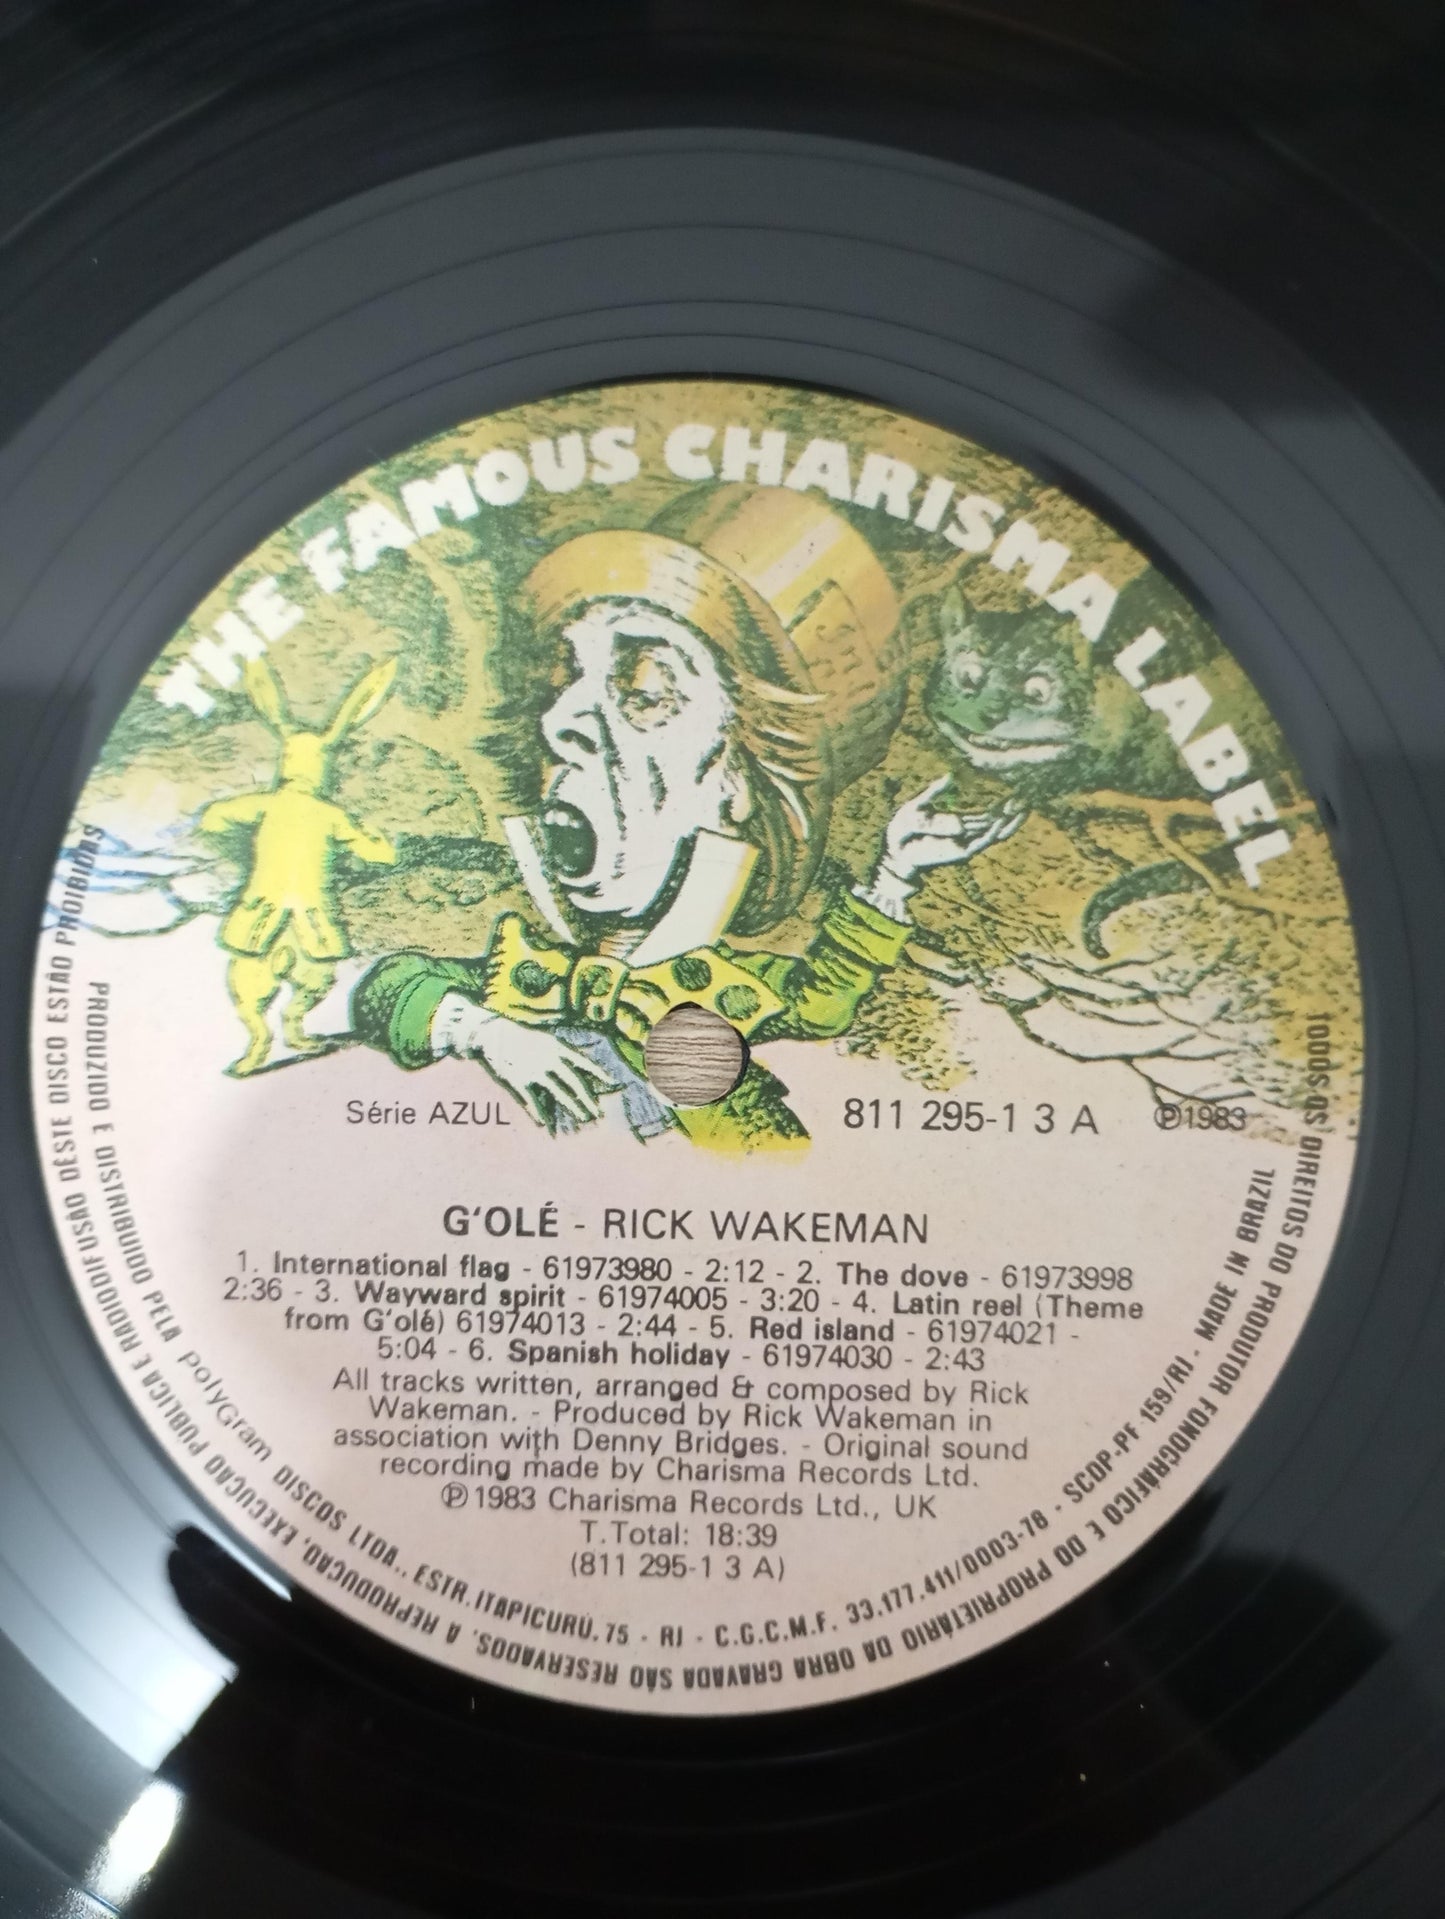 THE FAMOUS CHARISMA LABEL
Série AZUL
811 295-1 3 A
℗1983
G'OLÉ - RICK WAKEMAN
1. International flag - 61973980 - 2:12 - 2. The dove - 61973998
2:36 - 3. Wayward spirit - 61974005 - 3:20 - 4. Latin reel (Theme
from G'olé) 61974013 - 2:44 - 5. Red island - 61974021 -
5:04 - 6. Spanish holiday - 61974030 - 2:43
All tracks written, arranged & composed by Rick
Wakeman. - Produced by Rick Wakeman in
association with Denny Bridges. - Original sound
recording made by Charisma Records Ltd.
℗1983 Charisma Records Ltd., UK
T.Total: 18:39
(811 295-1 3 A)
PRODUZIDO E DISTRIBUIDO PELA PolyGram DISCOS LTDA., ESTR. ITAPICURÚ, 75 - RJ - C.G.C.M.F. 33.177.411/0003-76 - SCDP-PF 159/RJ - MADE IN BRAZIL
TODOS OS DIREITOS DO PRODUTOR FONOGRÁFICO E DO PROPRIETÁRIO DA OBRA GRAVADA SÃO RESERVADOS. A REPRODUÇÃO, EXECUÇÃO PÚBLICA E RADIODIFUSÃO DÊSTE DISCO ESTÃO PROIBIDAS